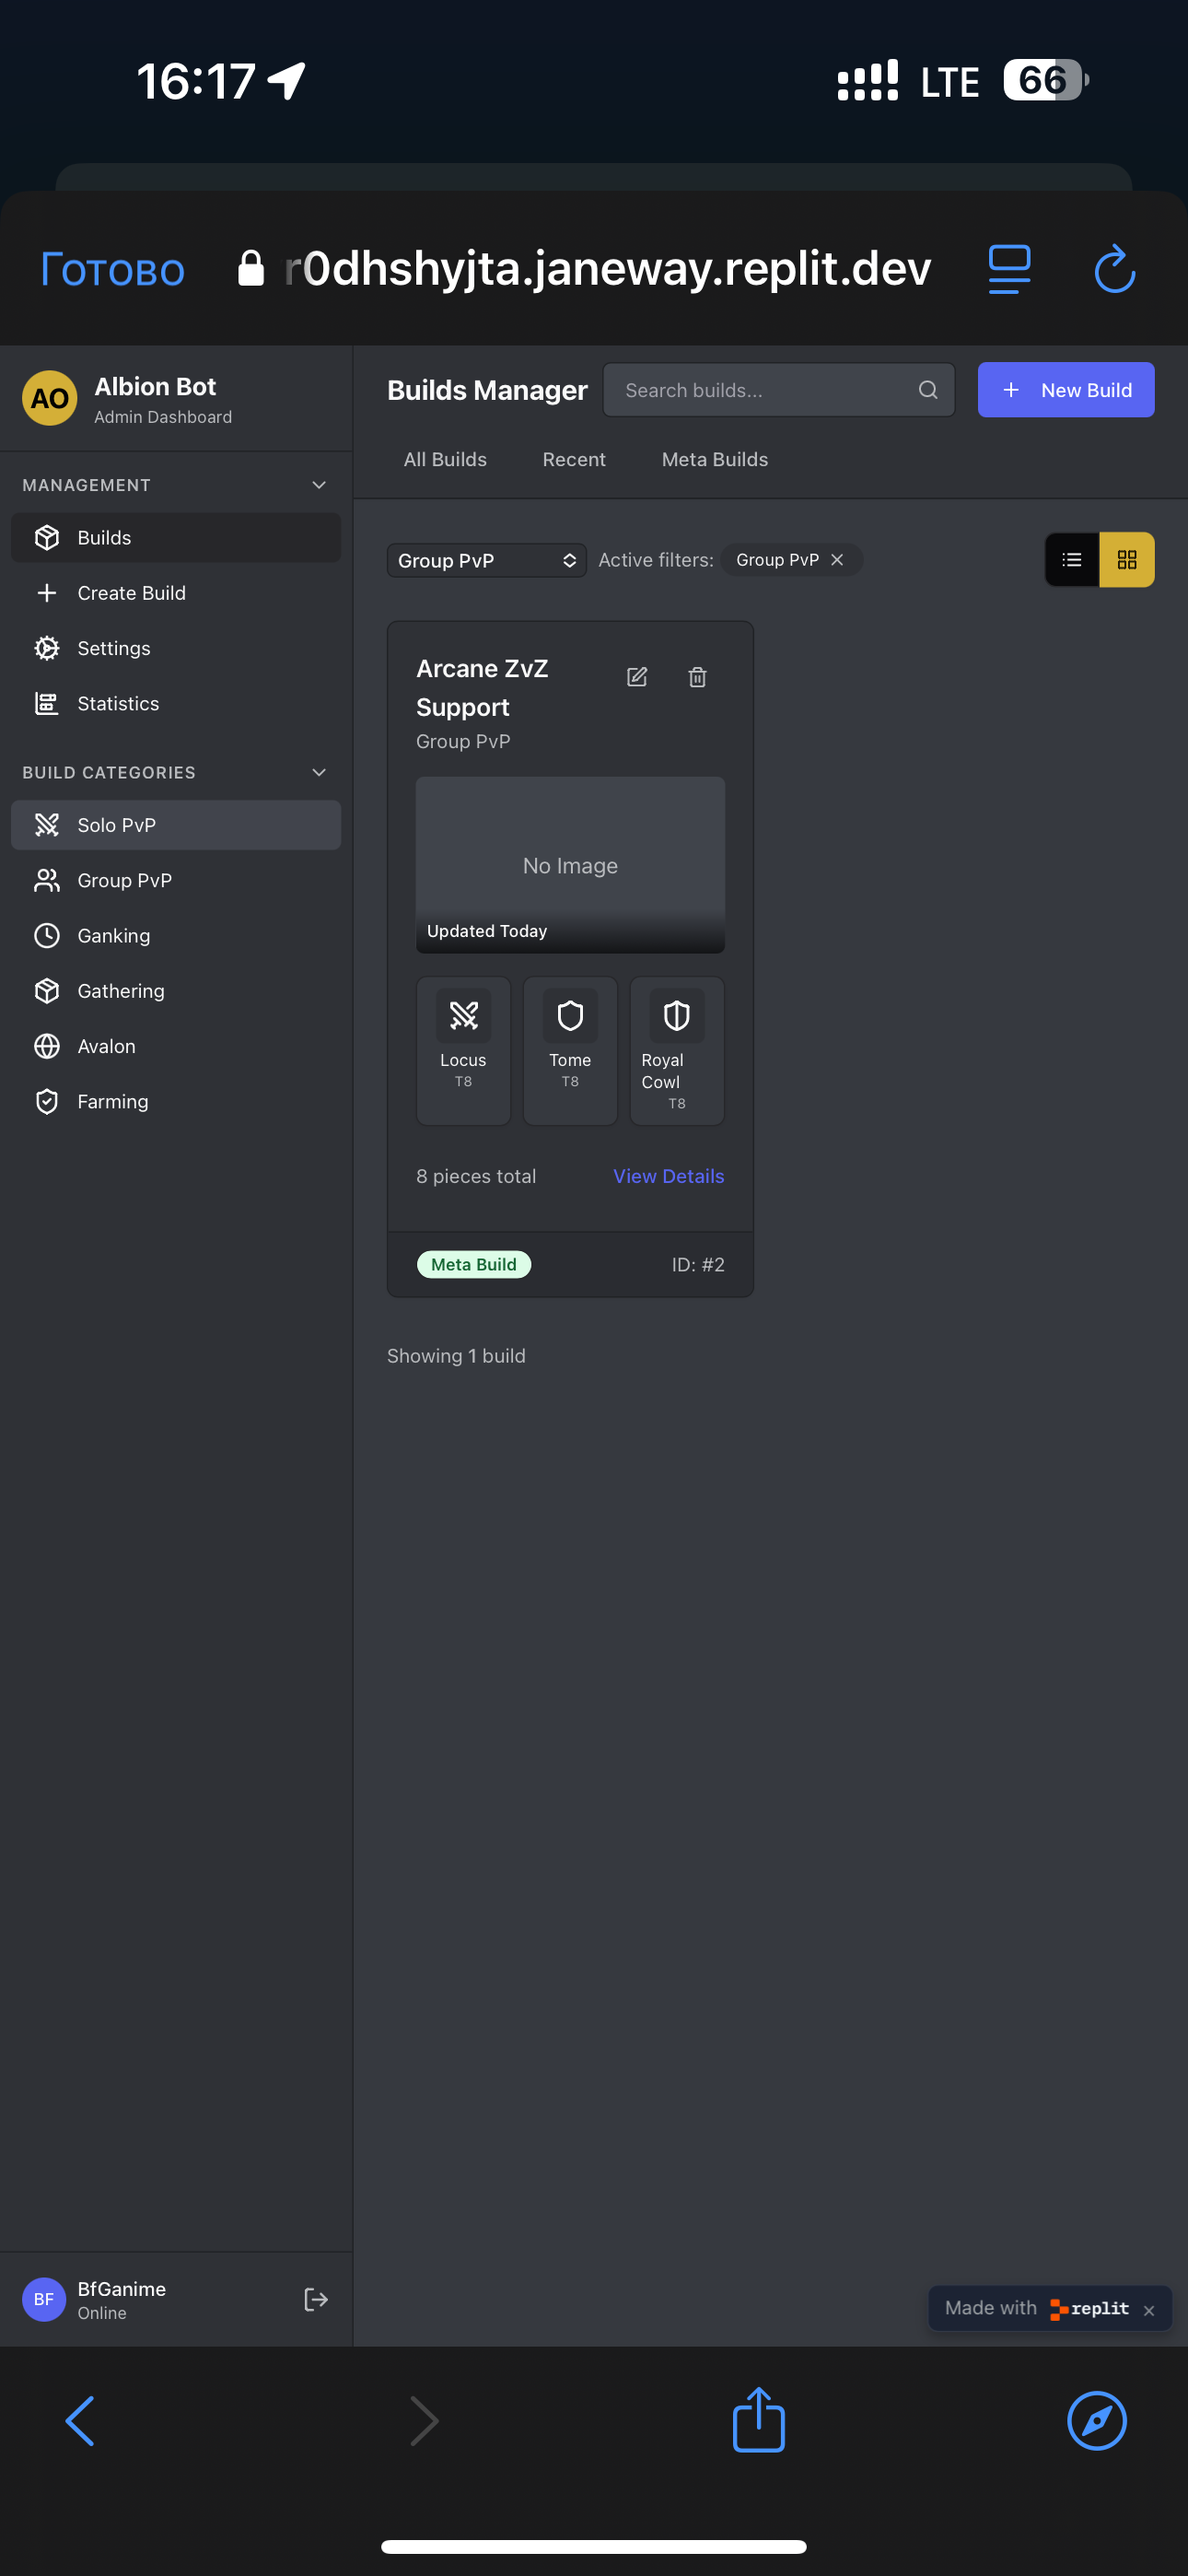 16:17
LTE
66
Готово
r0dhshyjta.janeway.replit.dev
AO
Albion Bot
Admin Dashboard
MANAGEMENT
Builds
Create Build
Settings
Statistics
BUILD CATEGORIES
Solo PvP
Group PvP
Ganking
Gathering
Avalon
Farming
BF
BfGanime
Online
Builds Manager
Search builds...
New Build
All Builds
Recent
Meta Builds
Group PvP
Active filters:
Group PvP
Arcane ZvZ
Support
Group PvP
No Image
Updated Today
Locus
T8
Tome
T8
Royal
Cowl
T8
8 pieces total
View Details
Meta Build
ID: #2
Showing 1 build
Made with replit